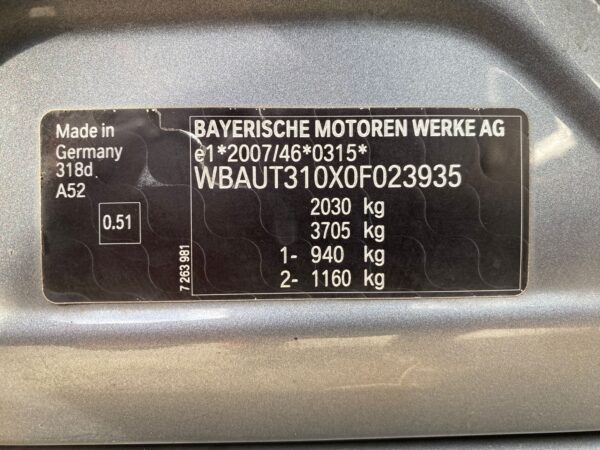 Made in
Germany
318d
A52
0.51
7 263 981
BAYERISCHE MOTOREN WERKE AG
e1*2007/46*0315*
WBAUT310X0F023935
2030 kg
3705 kg
1- 940 kg
2- 1160 kg